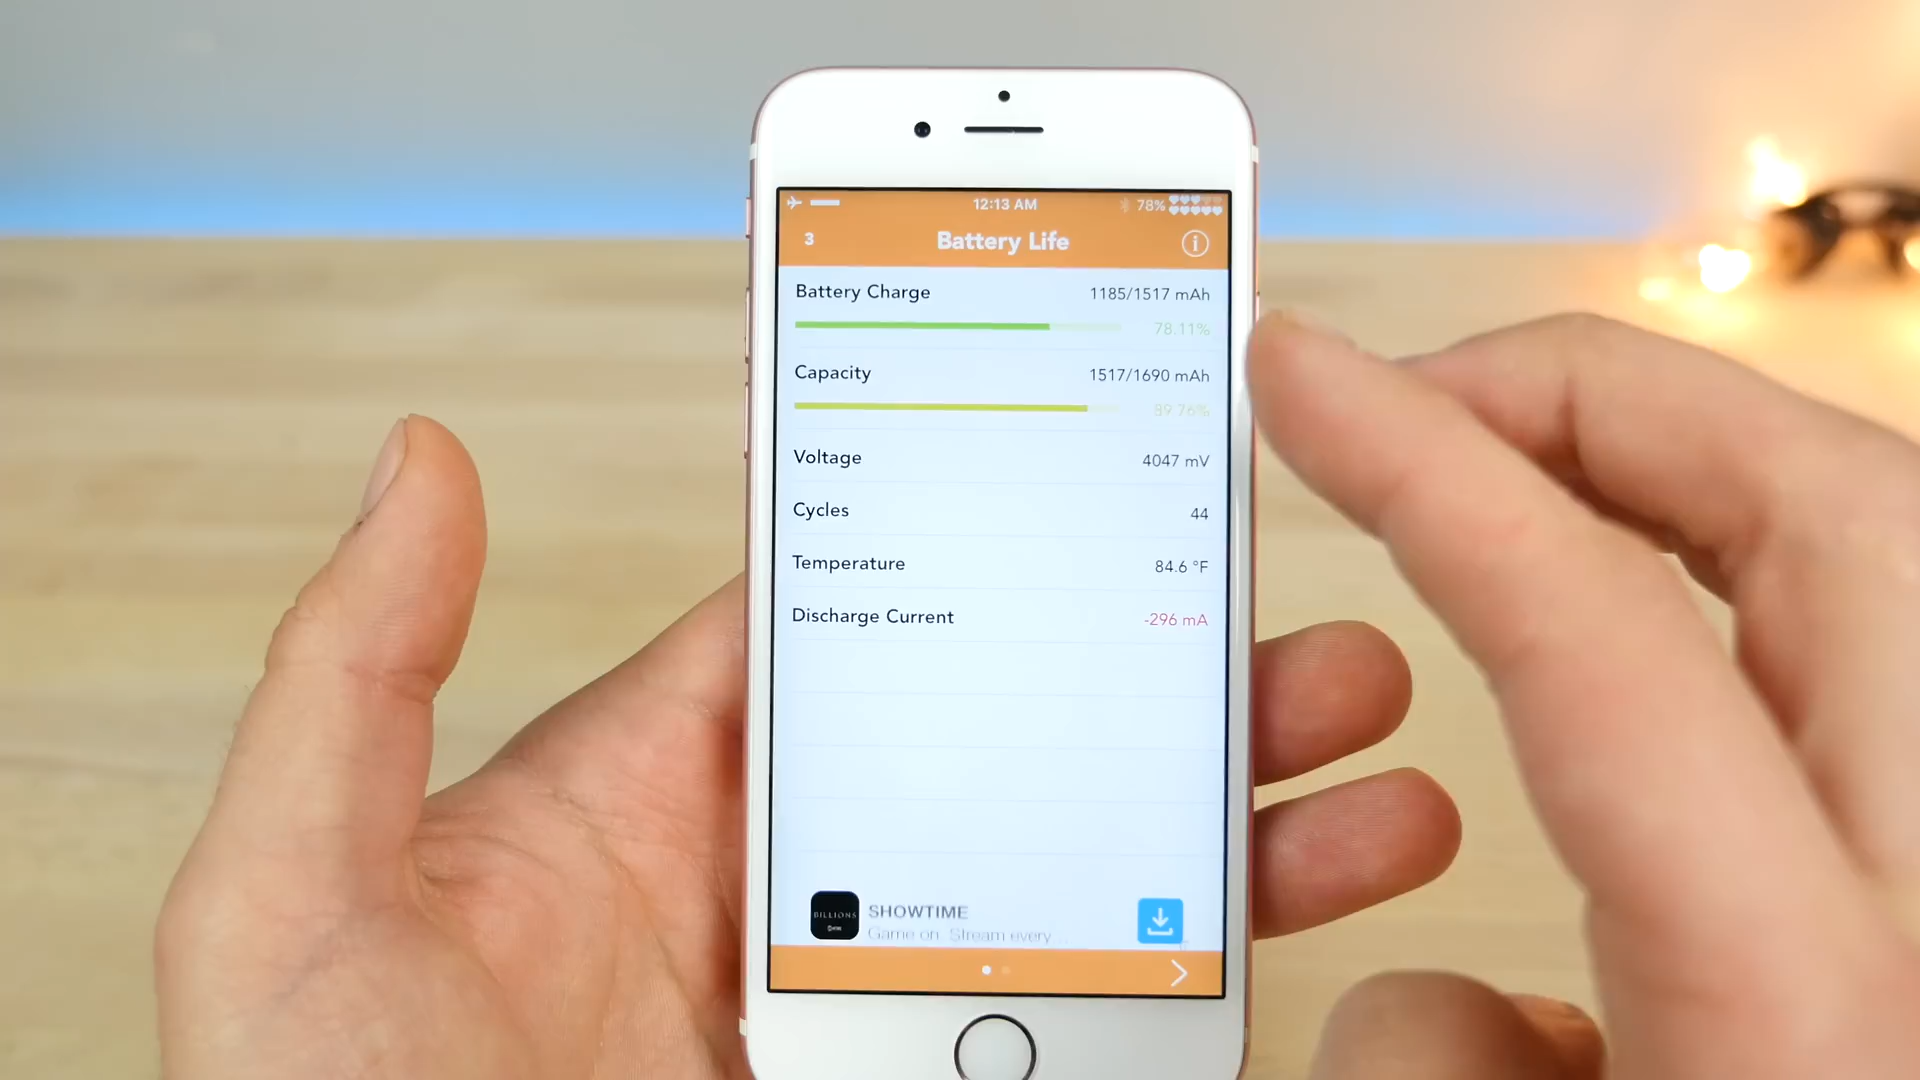 12:13 AM 78%
3 Battery Life i
Battery Charge 1185/1517 mAh
78.11%
Capacity 1517/1690 mAh
89.76%
Voltage 4047 mV
Cycles 44
Temperature 84.6 °F
Discharge Current -296 mA
BILLIONS
SHOWTIME
Game on. Stream every ...